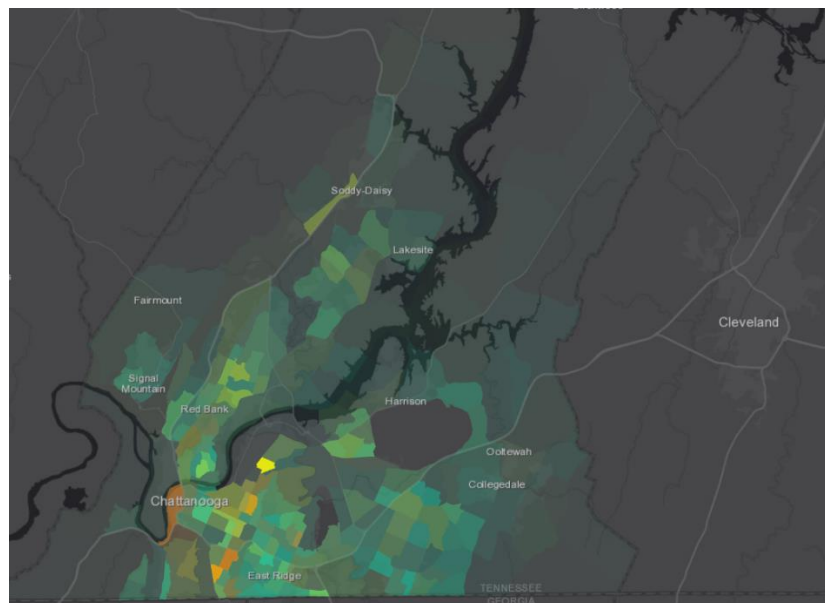 Soddy-Daisy
Lakesite
Fairmount
Cleveland
Signal
Mountain
Red Bank
Harrison
Ooltewah
Collegedale
Chattanooga
East Ridge
TENNESSEE
GEORGIA